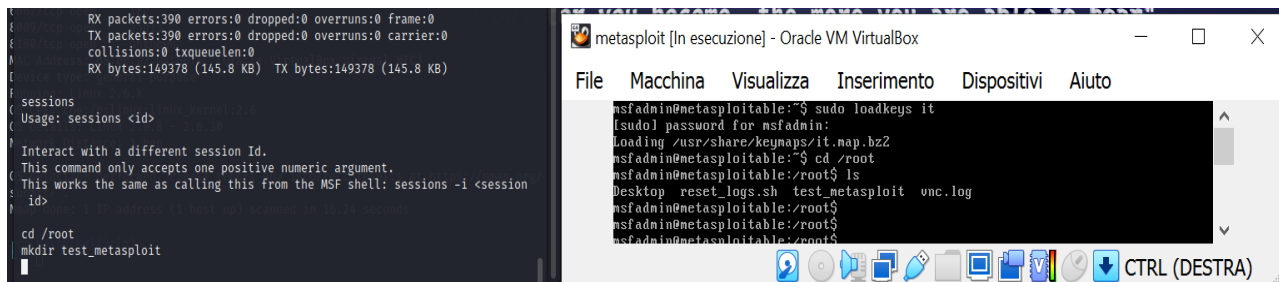 RX packets:390 errors:0 dropped:0 overruns:0 frame:0
TX packets:390 errors:0 dropped:0 overruns:0 carrier:0
collisions:0 txqueuelen:0
RX bytes:149378 (145.8 KB)  TX bytes:149378 (145.8 KB)
sessions
Usage: sessions <id>
Interact with a different session Id.
This command only accepts one positive numeric argument.
This works the same as calling this from the MSF shell: sessions -i <session
id>
cd /root
mkdir test_metasploit
metasploit [In esecuzione] - Oracle VM VirtualBox
File Macchina Visualizza Inserimento Dispositivi Aiuto
msfadmin@metasploitable:~$ sudo loadkeys it
[sudo] password for msfadmin:
Loading /usr/share/keymaps/it.map.bz2
msfadmin@metasploitable:~$ cd /root
msfadmin@metasploitable:/root$ ls
Desktop  reset_logs.sh  test_metasploit  vnc.log
msfadmin@metasploitable:/root$
msfadmin@metasploitable:/root$
msfadmin@metasploitable:/root$
CTRL (DESTRA)